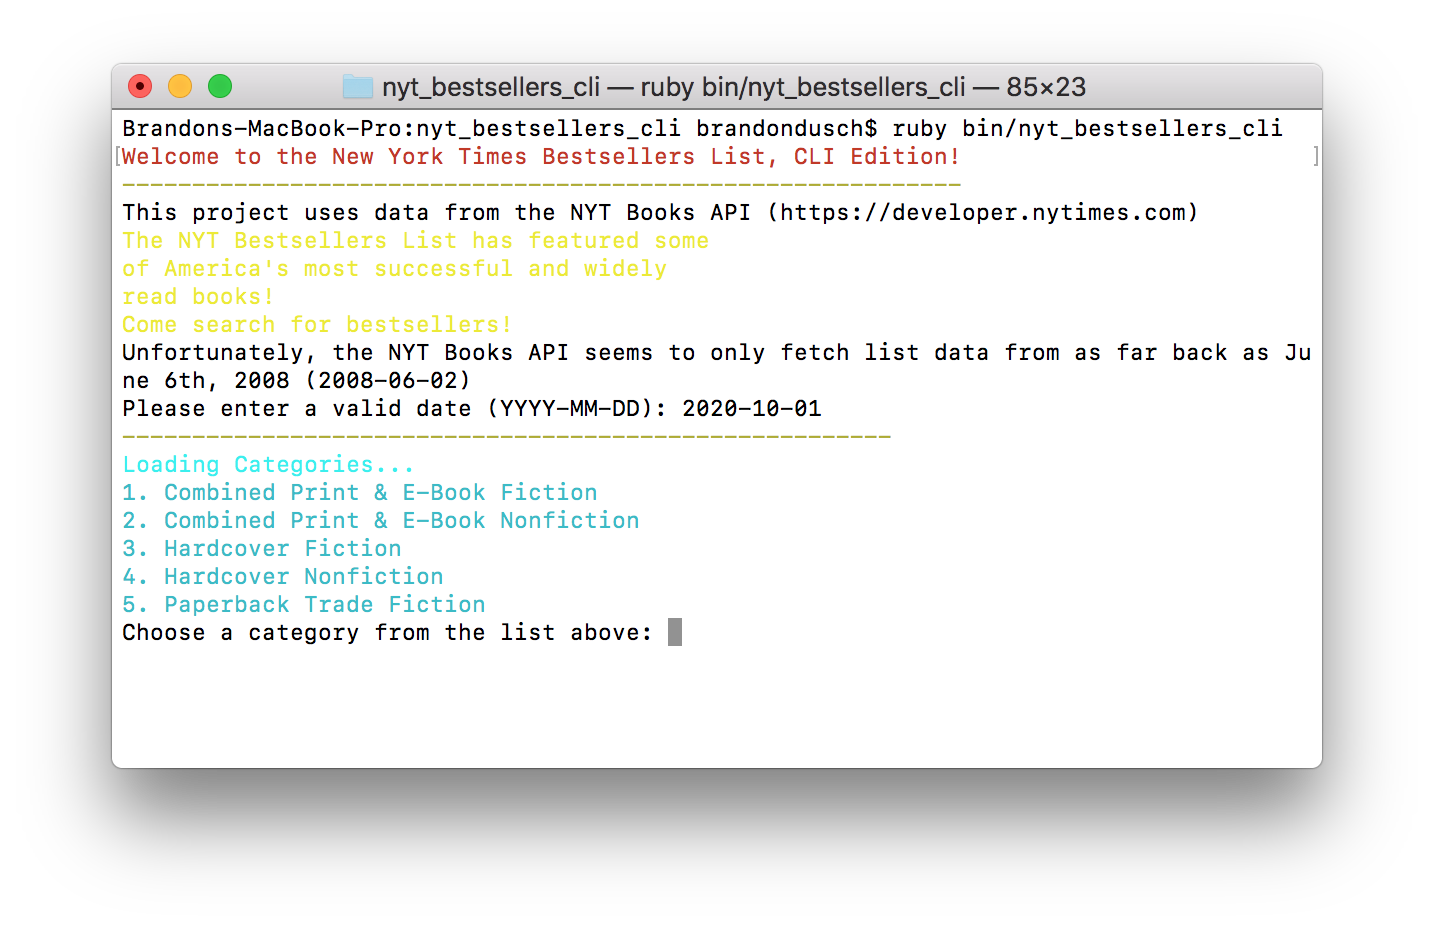 nyt_bestsellers_cli — ruby bin/nyt_bestsellers_cli — 85×23
Brandons-MacBook-Pro:nyt_bestsellers_cli brandondusch$ ruby bin/nyt_bestsellers_cli
[Welcome to the New York Times Bestsellers List, CLI Edition! ]
------------------------------------------------------------
This project uses data from the NYT Books API (https://developer.nytimes.com)
The NYT Bestsellers List has featured some
of America's most successful and widely
read books!
Come search for bestsellers!
Unfortunately, the NYT Books API seems to only fetch list data from as far back as Ju
ne 6th, 2008 (2008-06-02)
Please enter a valid date (YYYY-MM-DD): 2020-10-01
-------------------------------------------------------
Loading Categories...
1. Combined Print & E-Book Fiction
2. Combined Print & E-Book Nonfiction
3. Hardcover Fiction
4. Hardcover Nonfiction
5. Paperback Trade Fiction
Choose a category from the list above: